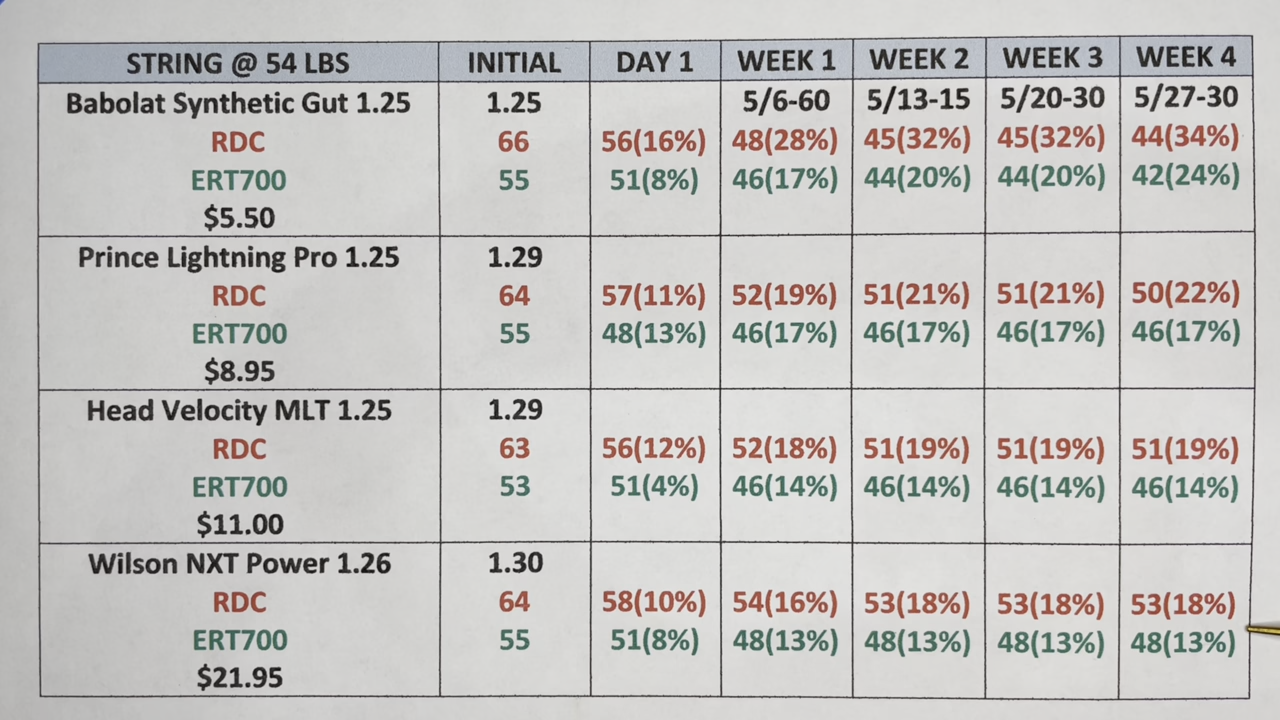 STRING @ 54 LBS INITIAL DAY 1 WEEK 1 WEEK 2 WEEK 3 WEEK 4
Babolat Synthetic Gut 1.25 1.25 5/6-60 5/13-15 5/20-30 5/27-30
RDC 66 56(16%) 48(28%) 45(32%) 45(32%) 44(34%)
ERT700 55 51(8%) 46(17%) 44(20%) 44(20%) 42(24%)
$5.50
Prince Lightning Pro 1.25 1.29
RDC 64 57(11%) 52(19%) 51(21%) 51(21%) 50(22%)
ERT700 55 48(13%) 46(17%) 46(17%) 46(17%) 46(17%)
$8.95
Head Velocity MLT 1.25 1.29
RDC 63 56(12%) 52(18%) 51(19%) 51(19%) 51(19%)
ERT700 53 51(4%) 46(14%) 46(14%) 46(14%) 46(14%)
$11.00
Wilson NXT Power 1.26 1.30
RDC 64 58(10%) 54(16%) 53(18%) 53(18%) 53(18%)
ERT700 55 51(8%) 48(13%) 48(13%) 48(13%) 48(13%)
$21.95